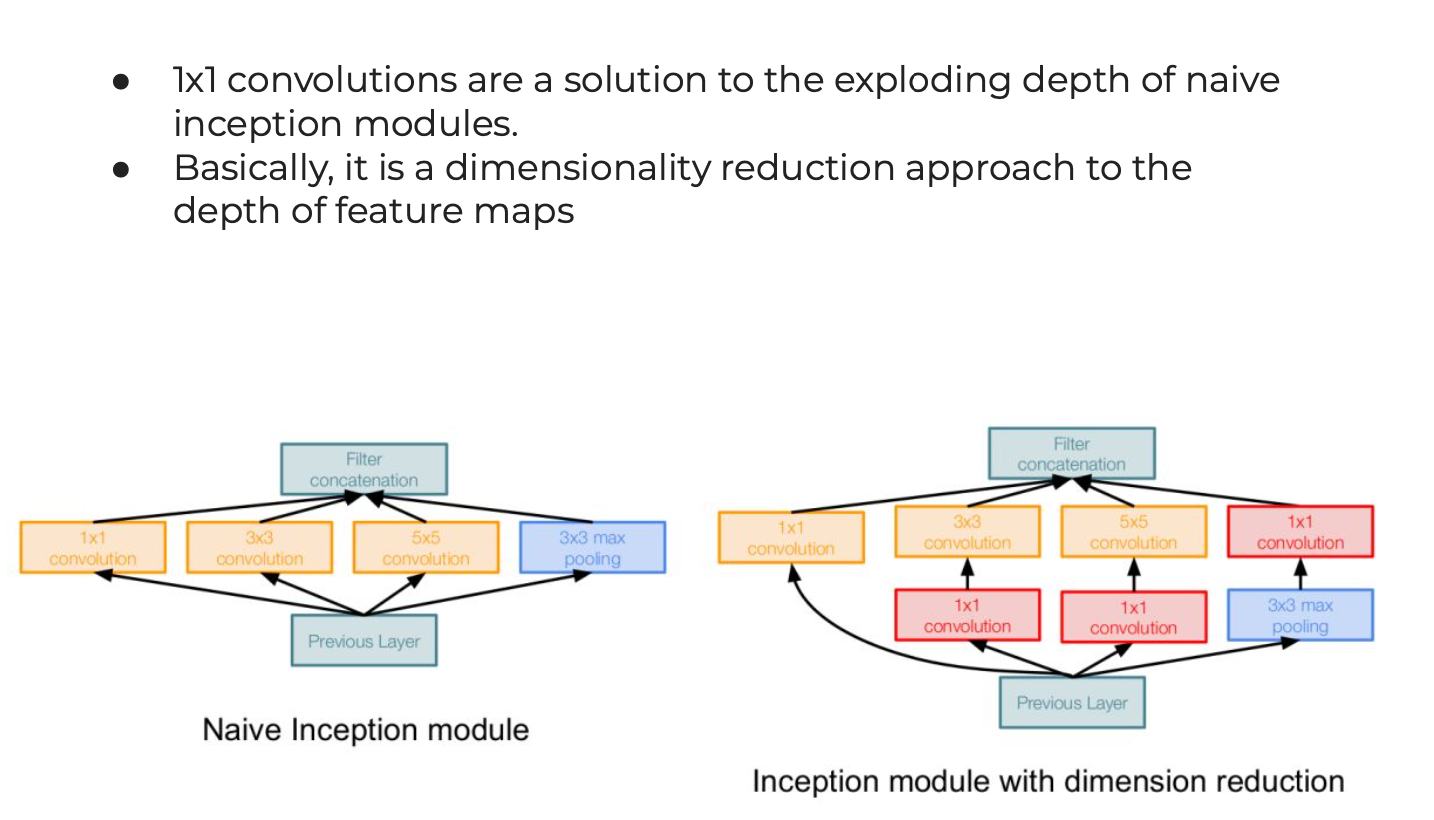 ● 1x1 convolutions are a solution to the exploding depth of naive
inception modules.
● Basically, it is a dimensionality reduction approach to the
depth of feature maps
Filter
concatenation
1x1
convolution
3x3
convolution
5x5
convolution
3x3 max
pooling
Previous Layer
Naive Inception module
Filter
concatenation
1x1
convolution
3x3
convolution
5x5
convolution
1x1
convolution
1x1
convolution
1x1
convolution
3x3 max
pooling
Previous Layer
Inception module with dimension reduction